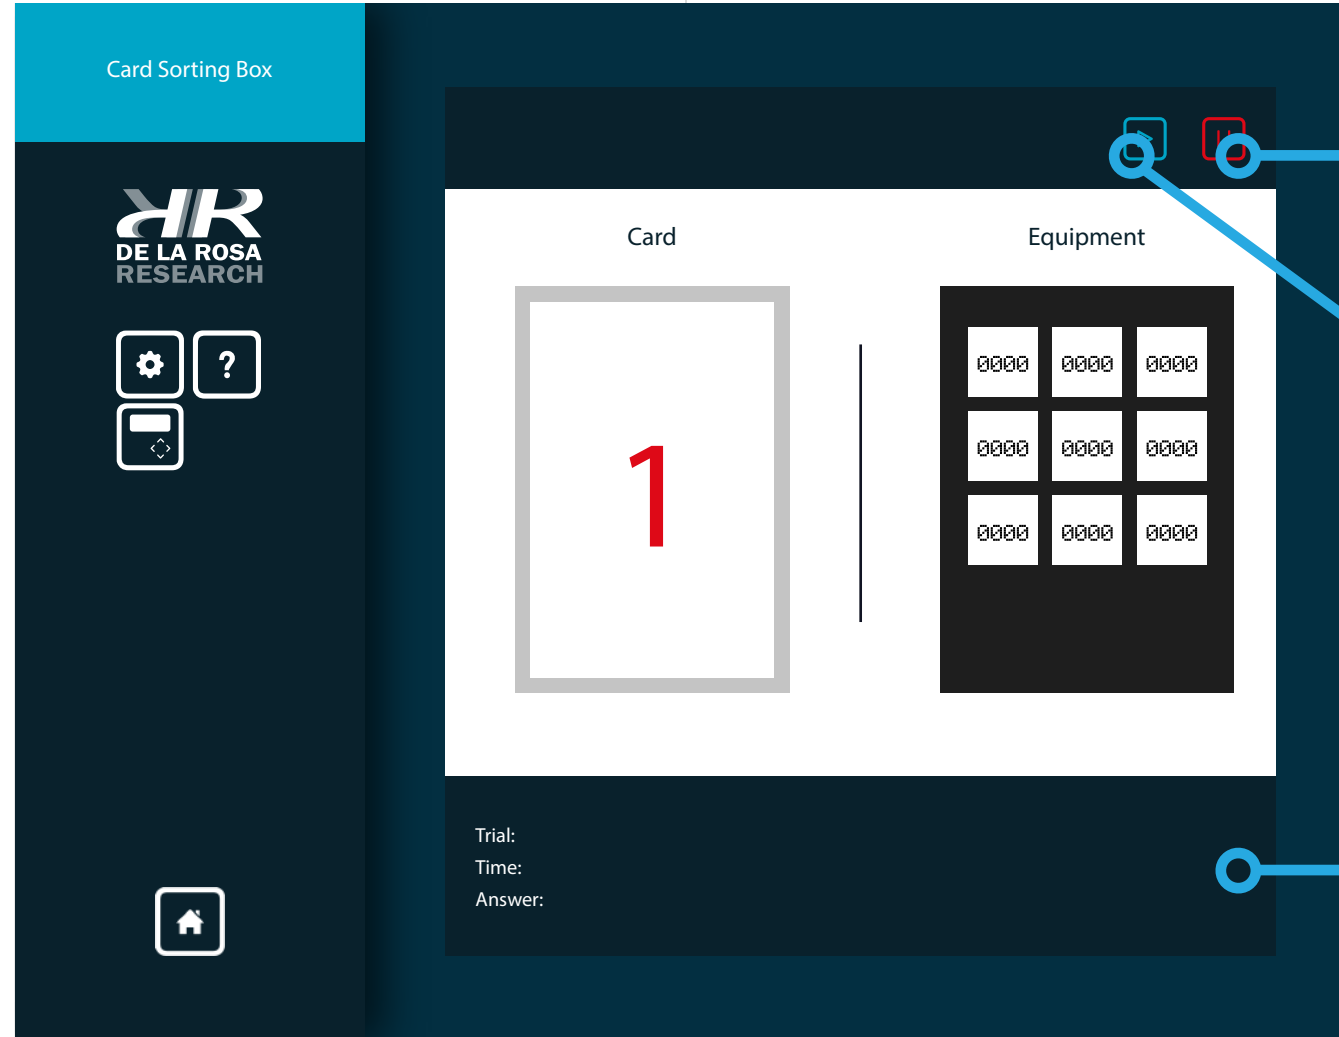 Card Sorting Box
DE LA ROSA
RESEARCH
?
Card
Equipment
1
0000 0000 0000
0000 0000 0000
0000 0000 0000
Trial:
Time:
Answer: